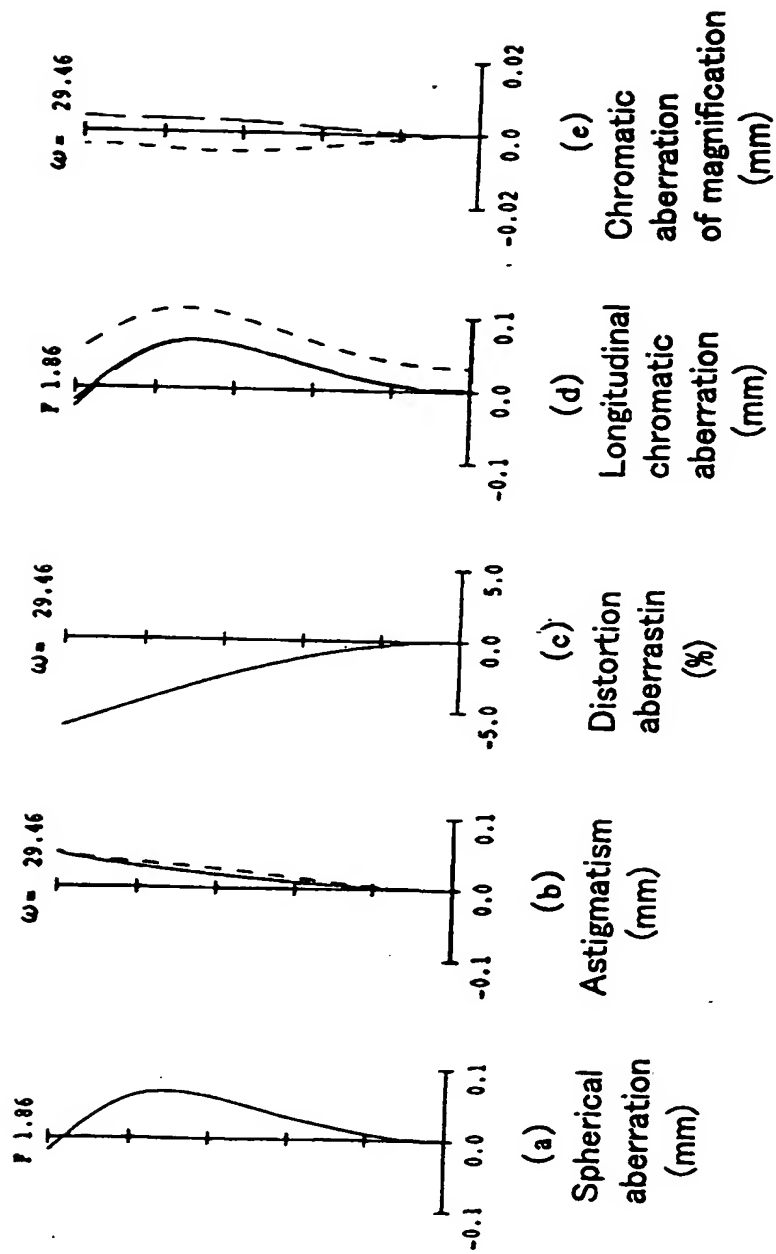 F 1.86
-0.1 0.0 0.1
(a)
Spherical
aberration
(mm)
ω= 29.46
-0.1 0.0 0.1
(b)
Astigmatism
(mm)
ω= 29.46
-5.0 0.0 5.0
(c)
Distortion
aberrastin
(%)
F 1.86
-0.1 0.0 0.1
(d)
Longitudinal
chromatic
aberration
(mm)
ω= 29.46
-0.02 0.0 0.02
(e)
Chromatic
aberration
of magnification
(mm)